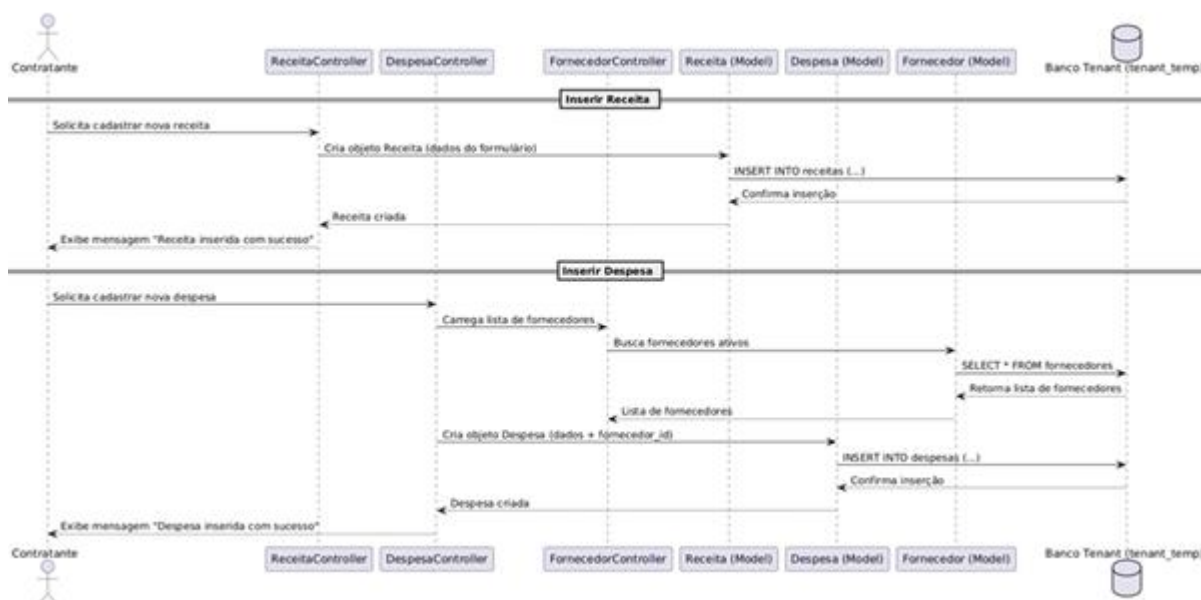 Contratante
ReceitaController
DespesaController
FornecedorController
Receita (Model)
Despesa (Model)
Fornecedor (Model)
Banco Tenant (tenant_temp)
Inserir Receita
Solicita cadastrar nova receita
Cria objeto Receita (dados do formulário)
INSERT INTO receitas (...)
Confirma inserção
Receita criada
Exibe mensagem "Receita inserida com sucesso"
Inserir Despesa
Solicita cadastrar nova despesa
Carrega lista de fornecedores
Busca fornecedores ativos
SELECT * FROM fornecedores
Retorna lista de fornecedores
Lista de fornecedores
Cria objeto Despesa (dados + fornecedor_id)
INSERT INTO despesas (...)
Confirma inserção
Despesa criada
Exibe mensagem "Despesa inserida com sucesso"
Contratante
ReceitaController
DespesaController
FornecedorController
Receita (Model)
Despesa (Model)
Fornecedor (Model)
Banco Tenant (tenant_temp)